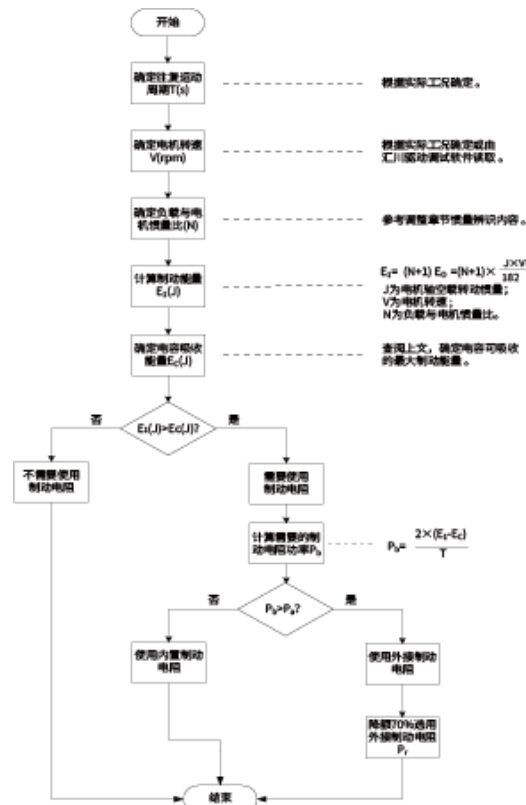 开始
确定往复运动
周期T(s)
根据实际工况确定。
确定电机转速
V(rpm)
根据实际工况确定或由
汇川驱动调试软件读取。
确定负载与电
机惯量比(N)
参考调整章节惯量辨识内容。
计算制动能量
E₁(J)
E₁= (N+1) E₀ =(N+1)× J×V
182
J为电机轴空载转动惯量；
V为电机转速；
N为负载与电机惯量比。
确定电容吸收
能量EC(J)
查阅上文，确定电容可吸收
的最大制动能量。
E₁(J)>EC(J)?
否
是
不需要使用
制动电阻
需要使用
制动电阻
计算需要的制
动电阻功率Pb
Pb= 2×(E₁-EC)
T
Pb>Pa?
否
是
使用内置制动
电阻
使用外接制动
电阻
降额70%选用
外接制动电阻
Pr
结束